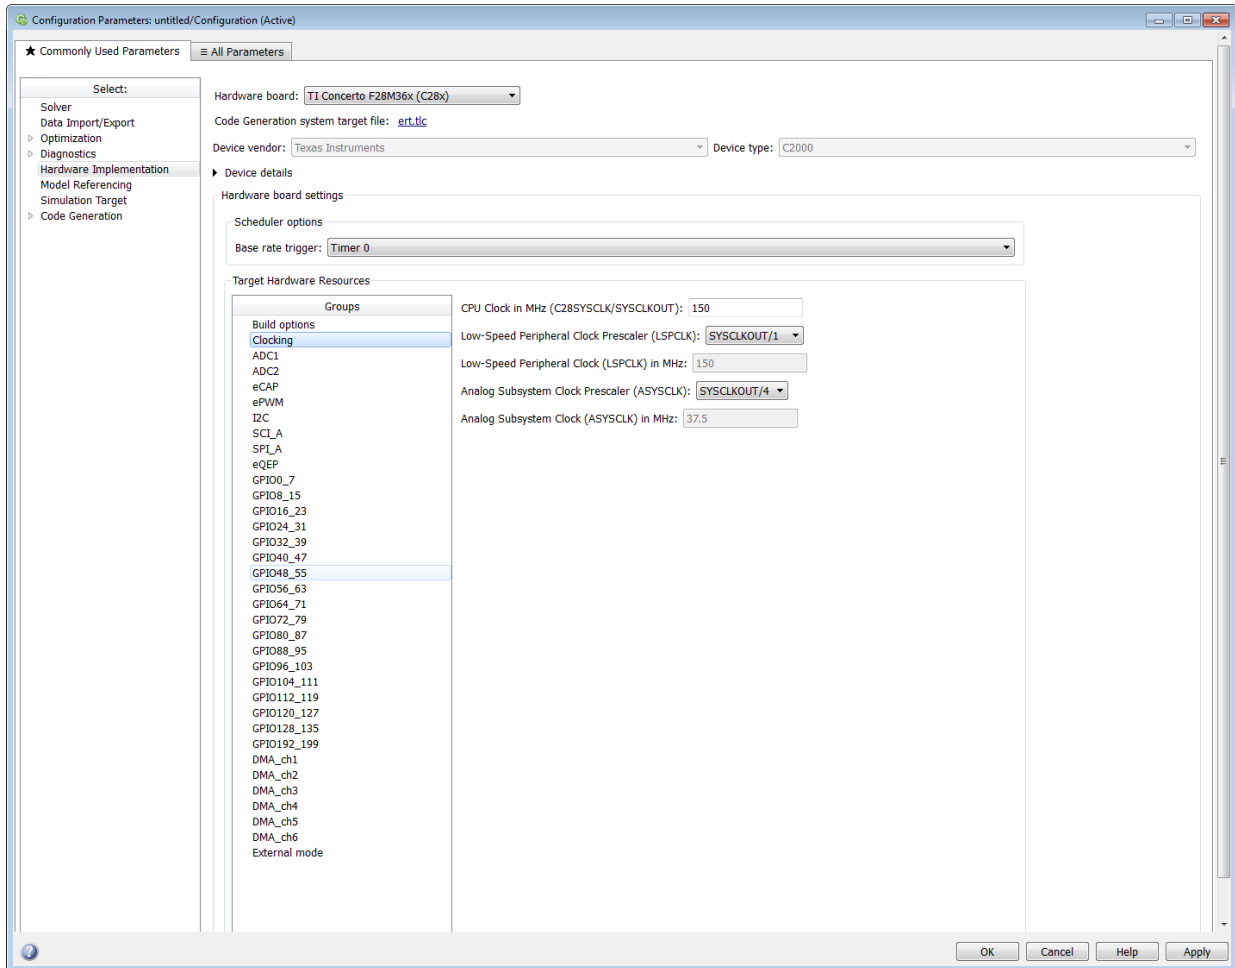 Configuration Parameters: untitled/Configuration (Active)
★ Commonly Used Parameters
≡ All Parameters
Select:
Solver
Data Import/Export
Optimization
Diagnostics
Hardware Implementation
Model Referencing
Simulation Target
Code Generation
Hardware board: TI Concerto F28M36x (C28x)
Code Generation system target file: ert.tlc
Device vendor: Texas Instruments Device type: C2000
Device details
Hardware board settings
Scheduler options
Base rate trigger: Timer 0
Target Hardware Resources
Groups
Build options
Clocking
ADC1
ADC2
eCAP
ePWM
I2C
SCI_A
SPI_A
eQEP
GPIO0_7
GPIO8_15
GPIO16_23
GPIO24_31
GPIO32_39
GPIO40_47
GPIO48_55
GPIO56_63
GPIO64_71
GPIO72_79
GPIO80_87
GPIO88_95
GPIO96_103
GPIO104_111
GPIO112_119
GPIO120_127
GPIO128_135
GPIO192_199
DMA_ch1
DMA_ch2
DMA_ch3
DMA_ch4
DMA_ch5
DMA_ch6
External mode
CPU Clock in MHz (C28SYSCLK/SYSCLKOUT): 150
Low-Speed Peripheral Clock Prescaler (LSPCLK): SYSCLKOUT/1
Low-Speed Peripheral Clock (LSPCLK) in MHz: 150
Analog Subsystem Clock Prescaler (ASYSCLK): SYSCLKOUT/4
Analog Subsystem Clock (ASYSCLK) in MHz: 37.5
OK Cancel Help Apply